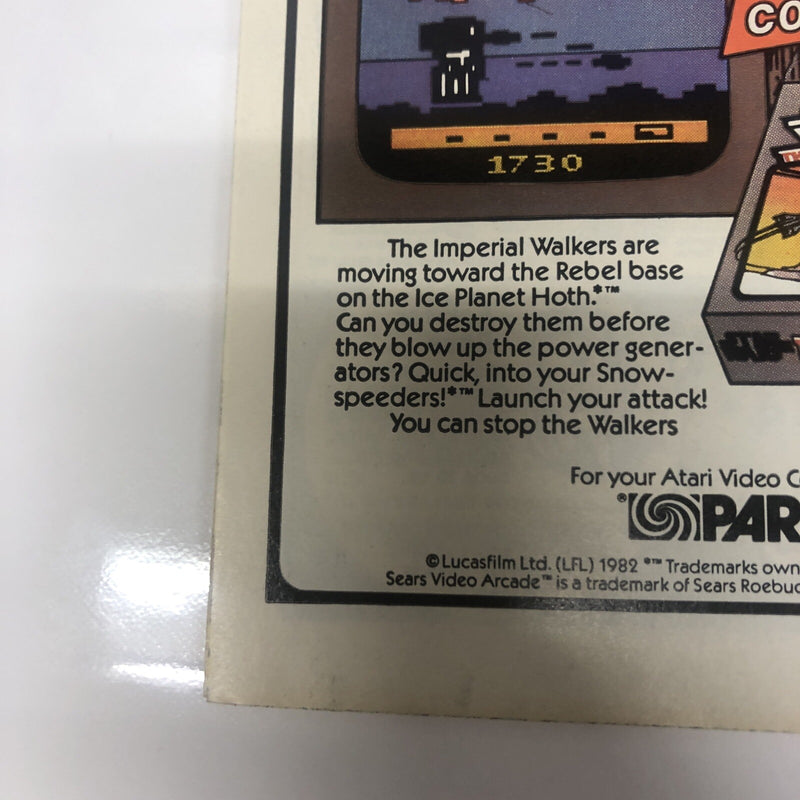 CO
1730
The Imperial Walkers are
moving toward the Rebel base
on the Ice Planet Hoth.*™
Can you destroy them before
they blow up the power gener-
ators? Quick, into your Snow-
speeders!*™ Launch your attack!
You can stop the Walkers
For your Atari Video C
®PAR
©Lucasfilm Ltd. (LFL) 1982 ®™ Trademarks own
Sears Video Arcade™ is a trademark of Sears Roebuc